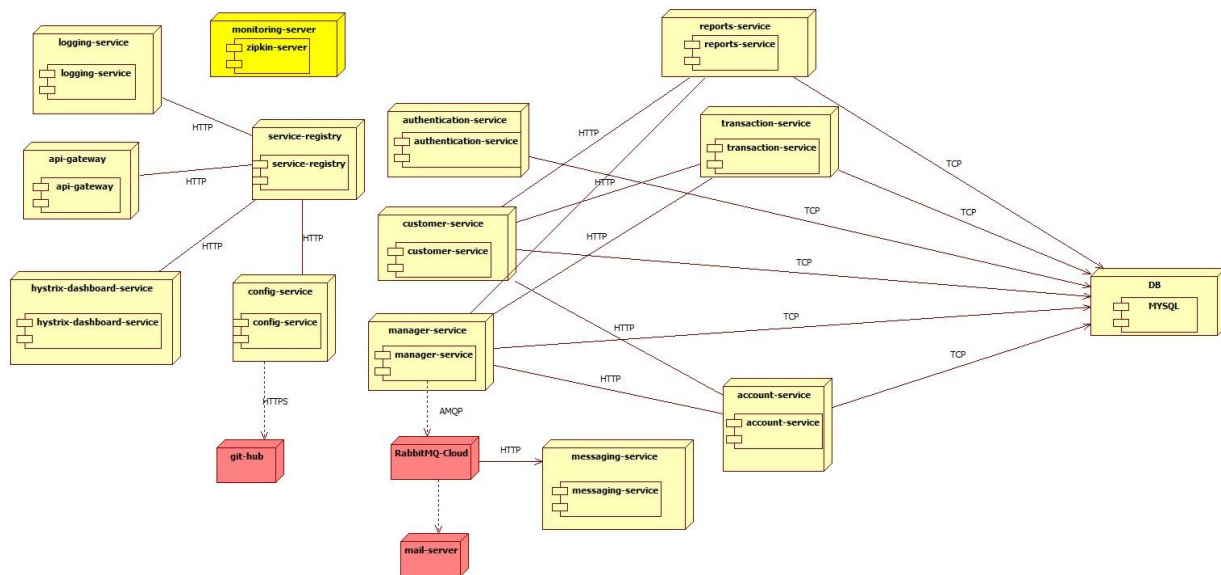 logging-service
logging-service
monitoring-server
zipkin-server
reports-service
reports-service
HTTP
service-registry
service-registry
authentication-service
authentication-service
HTTP
transaction-service
transaction-service
api-gateway
api-gateway
HTTP
HTTP
TCP
customer-service
customer-service
TCP
TCP
HTTP
HTTP
HTTP
TCP
hystrix-dashboard-service
hystrix-dashboard-service
config-service
config-service
DB
MYSQL
manager-service
manager-service
HTTP
TCP
TCP
HTTP
account-service
account-service
HTTPS
AMQP
git-hub
RabbitMQ-Cloud
HTTP
messaging-service
messaging-service
mail-server